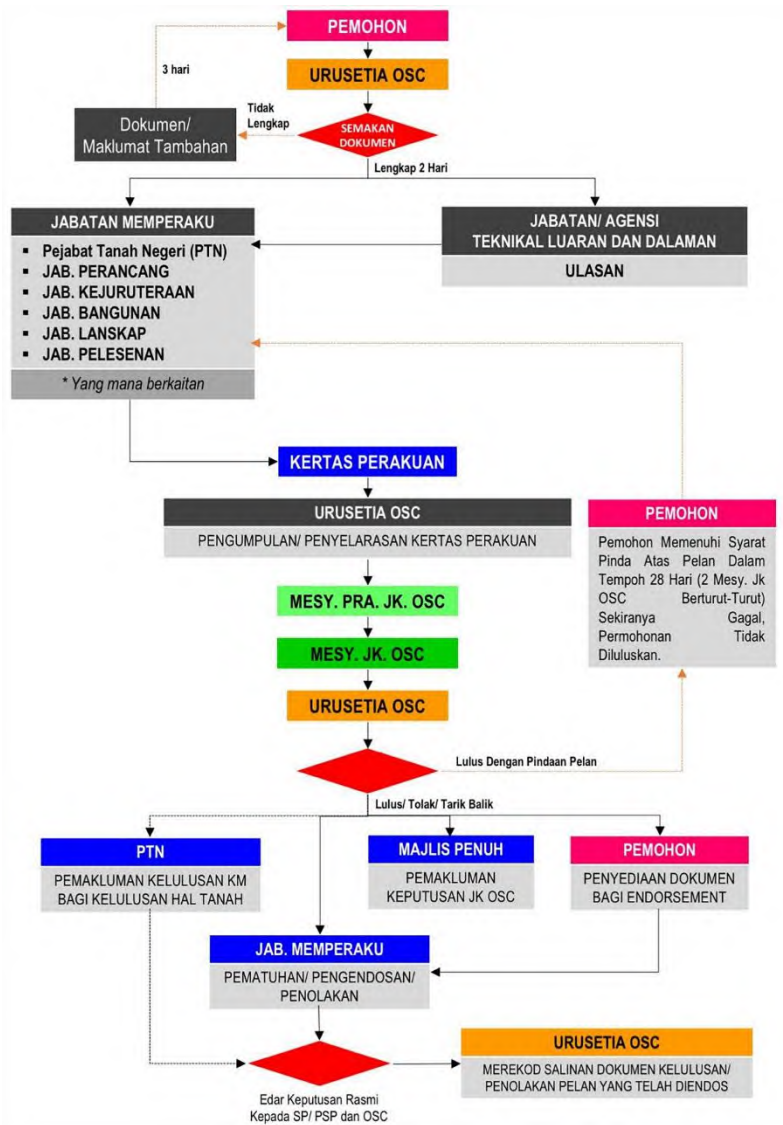 PEMOHON
3 hari
URUSETIA OSC
Dokumen/
Maklumat Tambahan
Tidak
Lengkap
SEMAKAN
DOKUMEN
Lengkap 2 Hari
JABATAN MEMPERAKU
▪ Pejabat Tanah Negeri (PTN)
▪ JAB. PERANCANG
▪ JAB. KEJURUTERAAN
▪ JAB. BANGUNAN
▪ JAB. LANSKAP
▪ JAB. PELESENAN
* Yang mana berkaitan
JABATAN/ AGENSI
TEKNIKAL LUARAN DAN DALAMAN
ULASAN
KERTAS PERAKUAN
URUSETIA OSC
PENGUMPULAN/ PENYELARASAN KERTAS PERAKUAN
MESY. PRA. JK. OSC
MESY. JK. OSC
URUSETIA OSC
PEMOHON
Pemohon Memenuhi Syarat
Pinda Atas Pelan Dalam
Tempoh 28 Hari (2 Mesy. Jk
OSC Berturut-Turut)
Sekiranya Gagal,
Permohonan Tidak
Diluluskan.
Lulus Dengan Pindaan Pelan
Lulus/ Tolak/ Tarik Balik
PTN
PEMAKLUMAN KELULUSAN KM
BAGI KELULUSAN HAL TANAH
MAJLIS PENUH
PEMAKLUMAN
KEPUTUSAN JK OSC
PEMOHON
PENYEDIAAN DOKUMEN
BAGI ENDORSEMENT
JAB. MEMPERAKU
PEMATUHAN/ PENGENDOSAN/
PENOLAKAN
URUSETIA OSC
MEREKOD SALINAN DOKUMEN KELULUSAN/
PENOLAKAN PELAN YANG TELAH DIENDOS
Edar Keputusan Rasmi
Kepada SP/ PSP dan OSC